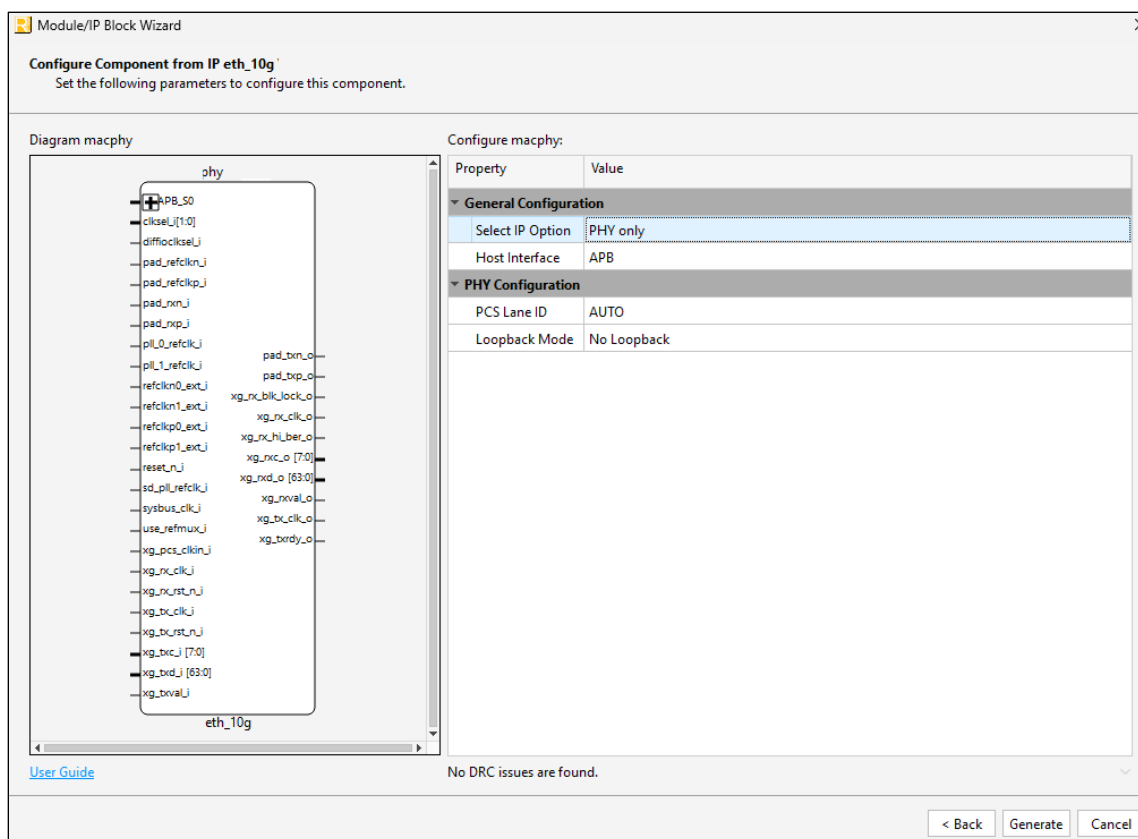 Module/IP Block Wizard
Configure Component from IP eth_10g
Set the following parameters to configure this component.
Diagram macphy
phy
APB_S0
clksel_i[1:0]
diffioclksel_i
pad_refclkn_i
pad_refclkp_i
pad_rxn_i
pad_rxp_i
pll_0_refclk_i
pll_1_refclk_i
refclkn0_ext_i
refclkn1_ext_i
refclkp0_ext_i
refclkp1_ext_i
reset_n_i
sd_pll_refclk_i
sysbus_clk_i
use_refmux_i
xg_pcs_clkin_i
xg_rx_clk_i
xg_rx_rst_n_i
xg_tx_clk_i
xg_tx_rst_n_i
xg_txc_i [7:0]
xg_txd_i [63:0]
xg_txval_i
pad_txn_o
pad_txp_o
xg_rx_blk_lock_o
xg_rx_clk_o
xg_rx_hi_ber_o
xg_rxc_o [7:0]
xg_rxd_o [63:0]
xg_rxval_o
xg_tx_clk_o
xg_txrdy_o
eth_10g
User Guide
Configure macphy:
Property Value
General Configuration
Select IP Option PHY only
Host Interface APB
PHY Configuration
PCS Lane ID AUTO
Loopback Mode No Loopback
No DRC issues are found.
< Back Generate Cancel